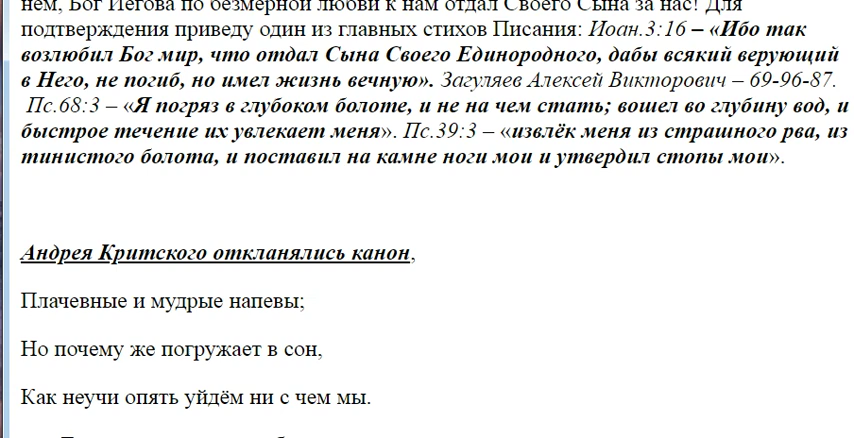 нем, Бог Иегова по безмерной любви к нам отдал Своего Сына за нас! Для
подтверждения приведу один из главных стихов Писания: Иоан.3:16 – «Ибо так
возлюбил Бог мир, что отдал Сына Своего Единородного, дабы всякий верующий
в Него, не погиб, но имел жизнь вечную». Загуляев Алексей Викторович – 69-96-87.
Пс.68:3 – «Я погряз в глубоком болоте, и не на чем стать; вошел во глубину вод, и
быстрое течение их увлекает меня». Пс.39:3 – «извлёк меня из страшного рва, из
тинистого болота, и поставил на камне ноги мои и утвердил стопы мои».
Андрея Критского откланялись канон,
Плачевные и мудрые напевы;
Но почему же погружает в сон,
Как неучи опять уйдём ни с чем мы.